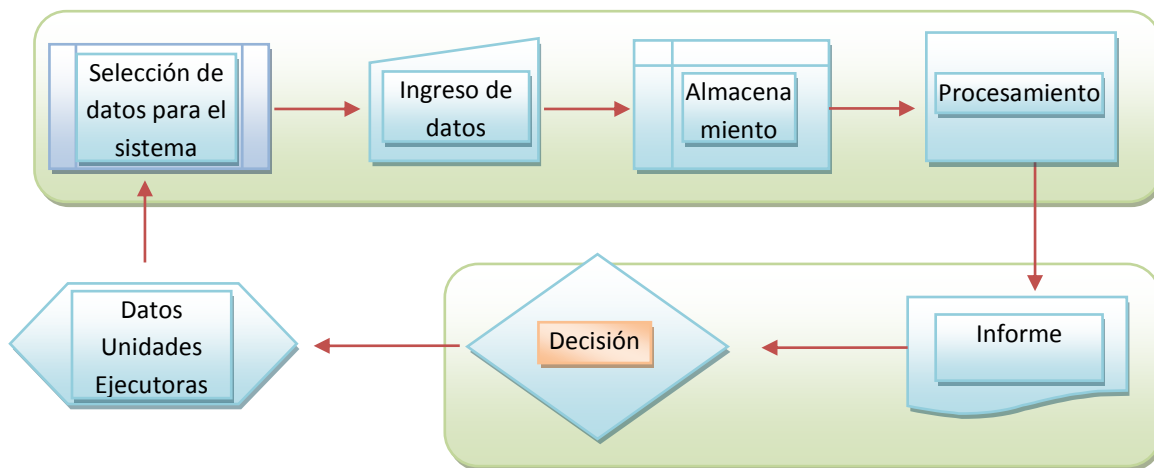 Selección de
datos para el
sistema
Ingreso de
datos
Almacena
miento
Procesamiento
Informe
Decisión
Datos
Unidades
Ejecutoras